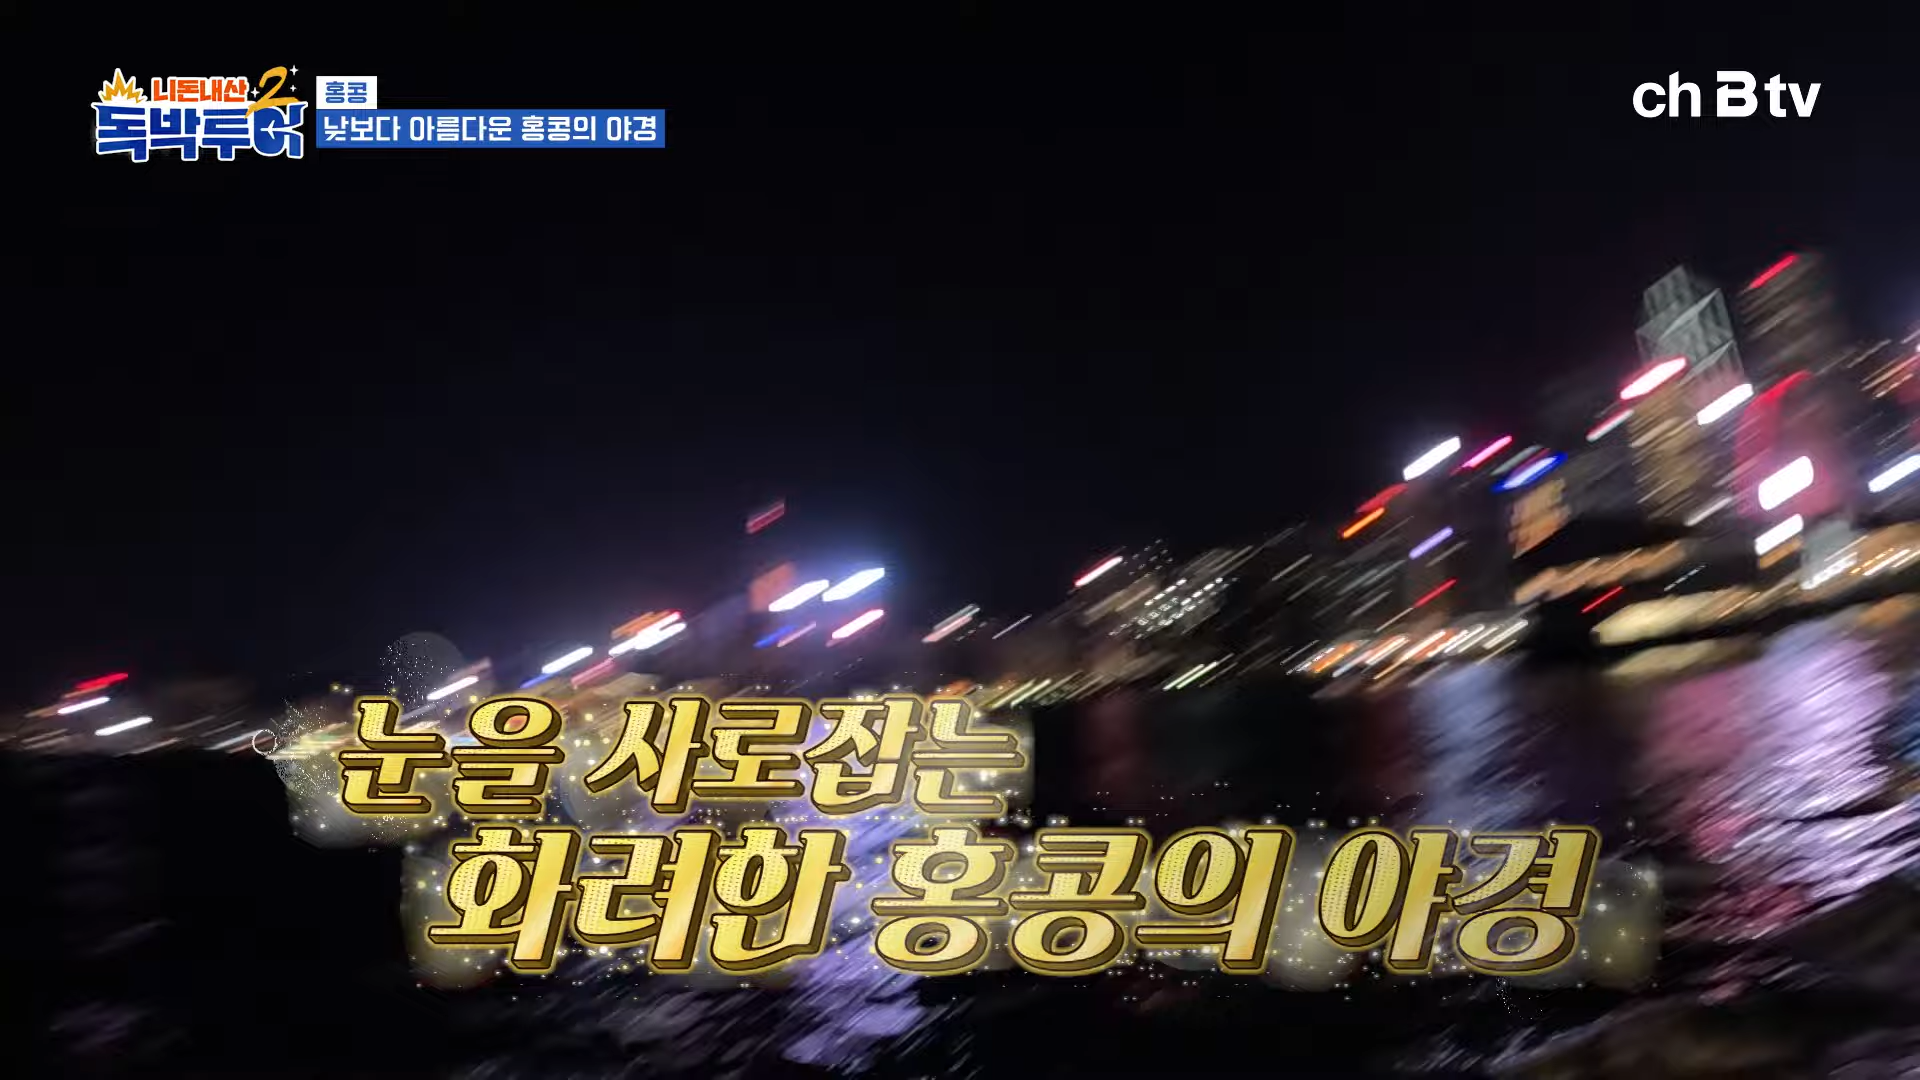 니돈내산
독박투어 2
홍콩
낮보다 아름다운 홍콩의 야경
ch B tv
눈을 사로잡는
화려한 홍콩의 야경